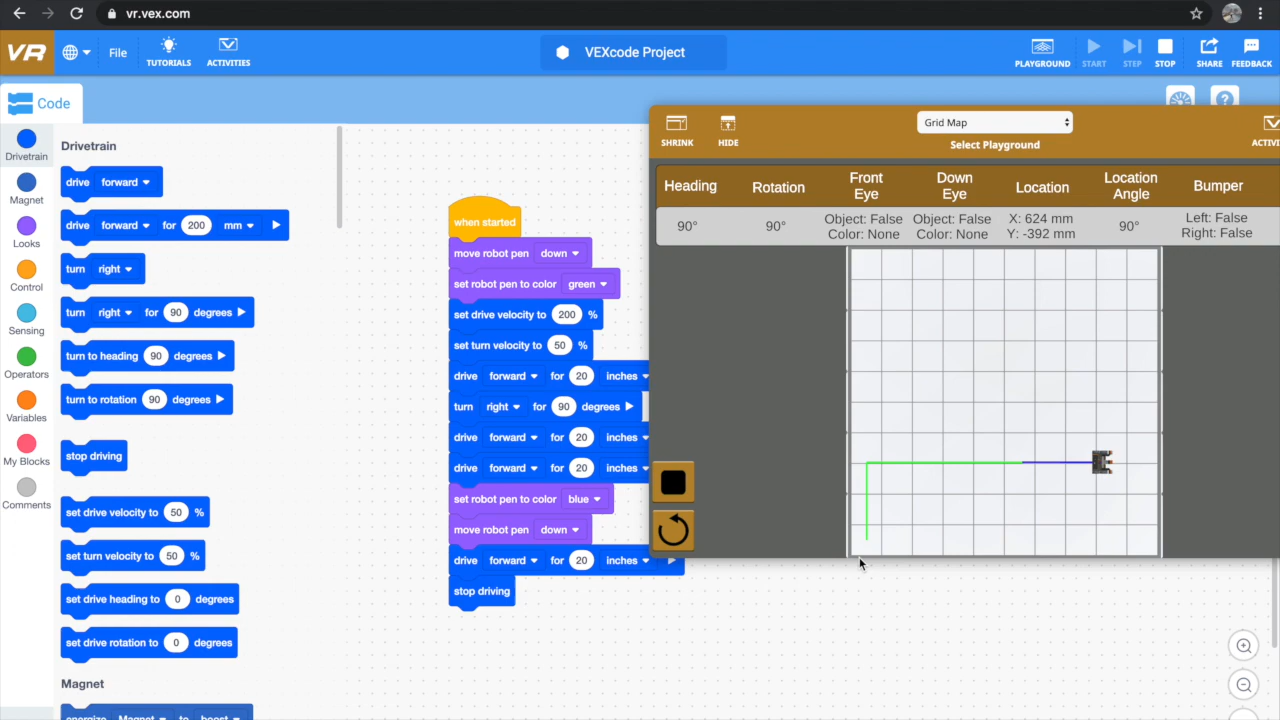 vr.vex.com
VR
File
TUTORIALS
ACTIVITIES
VEXcode Project
PLAYGROUND
START
STEP
STOP
SHARE
FEEDBACK
Code
Drivetrain
Magnet
Looks
Control
Sensing
Operators
Variables
My Blocks
Comments
Drivetrain
drive forward
drive forward for 200 mm
turn right
turn right for 90 degrees
turn to heading 90 degrees
turn to rotation 90 degrees
stop driving
set drive velocity to 50 %
set turn velocity to 50 %
set drive heading to 0 degrees
set drive rotation to 0 degrees
Magnet
energize Magnet to boost
when started
move robot pen down
set robot pen to color green
set drive velocity to 200 %
set turn velocity to 50 %
drive forward for 20 inches
turn right for 90 degrees
drive forward for 20 inches
drive forward for 20 inches
set robot pen to color blue
move robot pen down
drive forward for 20 inches
stop driving
SHRINK
HIDE
Grid Map
Select Playground
ACTIVI
Heading
Rotation
Front
Eye
Down
Eye
Location
Location
Angle
Bumper
90°
90°
Object: False
Color: None
Object: False
Color: None
X: 624 mm
Y: -392 mm
90°
Left: False
Right: False